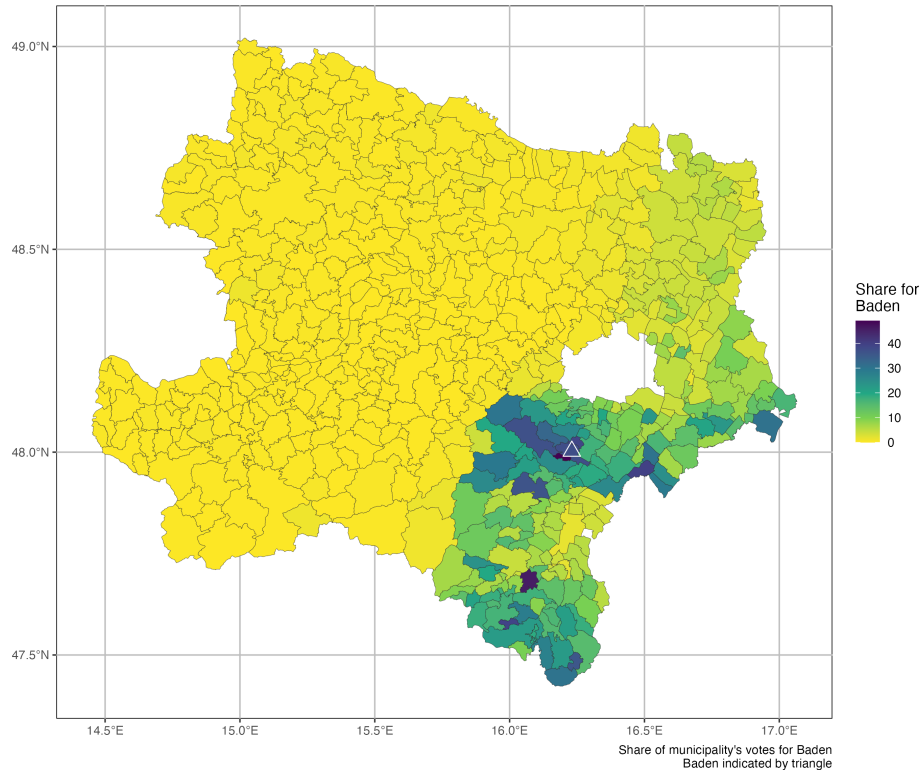 49.0°N
48.5°N
48.0°N
47.5°N
14.5°E 15.0°E 15.5°E 16.0°E 16.5°E 17.0°E
Share for
Baden
40
30
20
10
0
Share of municipality's votes for Baden
Baden indicated by triangle